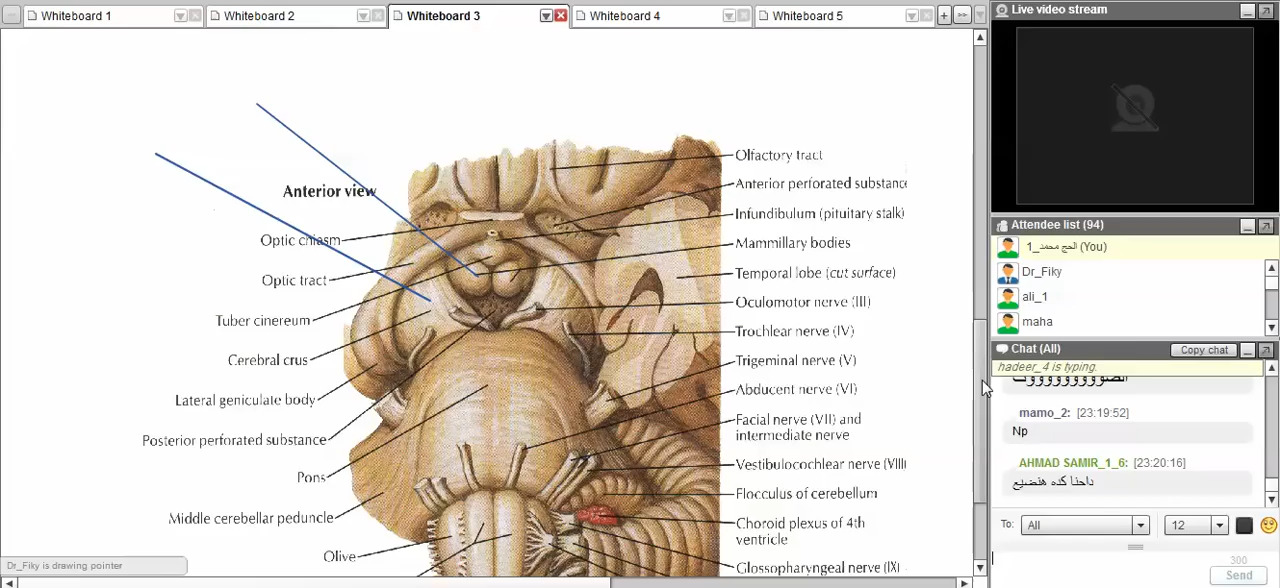 Whiteboard 1
Whiteboard 2
Whiteboard 3
Whiteboard 4
Whiteboard 5
Live video stream
Anterior view
Optic chiasm
Optic tract
Tuber cinereum
Cerebral crus
Lateral geniculate body
Posterior perforated substance
Pons
Middle cerebellar peduncle
Olive
Olfactory tract
Anterior perforated substance
Infundibulum (pituitary stalk)
Mammillary bodies
Temporal lobe (cut surface)
Oculomotor nerve (III)
Trochlear nerve (IV)
Trigeminal nerve (V)
Abducent nerve (VI)
Facial nerve (VII) and
intermediate nerve
Vestibulocochlear nerve (VIII)
Flocculus of cerebellum
Choroid plexus of 4th
ventricle
Glossopharyngeal nerve (IX)
Dr_Fiky is drawing pointer
Attendee list (94)
الحج محمد_1 (You)
Dr_Fiky
ali_1
maha
Chat (All)
Copy chat
hadeer_4 is typing.
mamo_2: [23:19:52]
Np
AHMAD SAMIR_1_6: [23:20:16]
داحنا كده هنضيع
To: All 12
300
Send